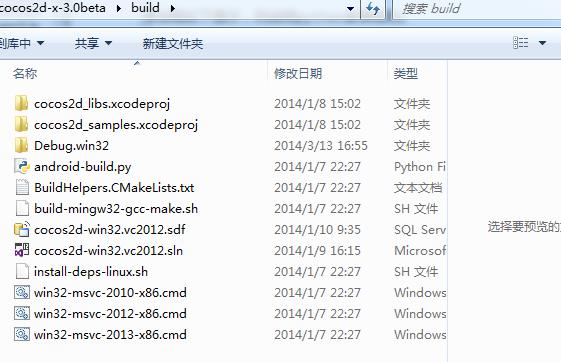 cocos2d-x-3.0beta ▸ build ▸ 搜索 build
到库中 ▼ 共享 ▼ 新建文件夹
名称 修改日期 类型
cocos2d_libs.xcodeproj 2014/1/8 15:02 文件夹
cocos2d_samples.xcodeproj 2014/1/8 15:02 文件夹
Debug.win32 2014/3/13 16:55 文件夹
android-build.py 2014/1/7 22:27 Python Fi
BuildHelpers.CMakeLists.txt 2014/1/7 22:27 文本文档
build-mingw32-gcc-make.sh 2014/1/7 22:27 SH 文件
选择要预览的
cocos2d-win32.vc2012.sdf 2014/1/10 9:35 SQL Serv
cocos2d-win32.vc2012.sln 2014/1/9 16:15 Microsof
install-deps-linux.sh 2014/1/7 22:27 SH 文件
win32-msvc-2010-x86.cmd 2014/1/7 22:27 Windows
win32-msvc-2012-x86.cmd 2014/1/7 22:27 Windows
win32-msvc-2013-x86.cmd 2014/1/7 22:27 Windows